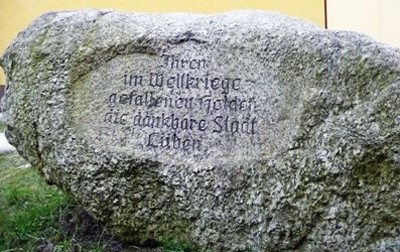 Ihren
im Weltkriege
gefallenen Helden
die dankbare Stadt
Lüben